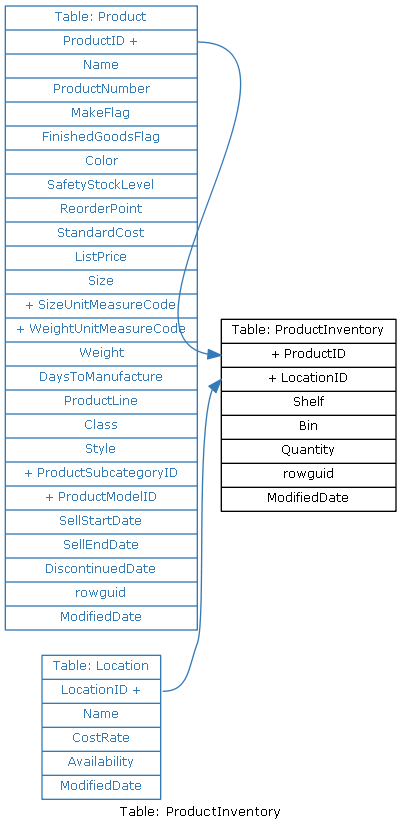 Table: Product
ProductID +
Name
ProductNumber
MakeFlag
FinishedGoodsFlag
Color
SafetyStockLevel
ReorderPoint
StandardCost
ListPrice
Size
+ SizeUnitMeasureCode
+ WeightUnitMeasureCode
Weight
DaysToManufacture
ProductLine
Class
Style
+ ProductSubcategoryID
+ ProductModelID
SellStartDate
SellEndDate
DiscontinuedDate
rowguid
ModifiedDate
Table: ProductInventory
+ ProductID
+ LocationID
Shelf
Bin
Quantity
rowguid
ModifiedDate
Table: Location
LocationID +
Name
CostRate
Availability
ModifiedDate
Table: ProductInventory